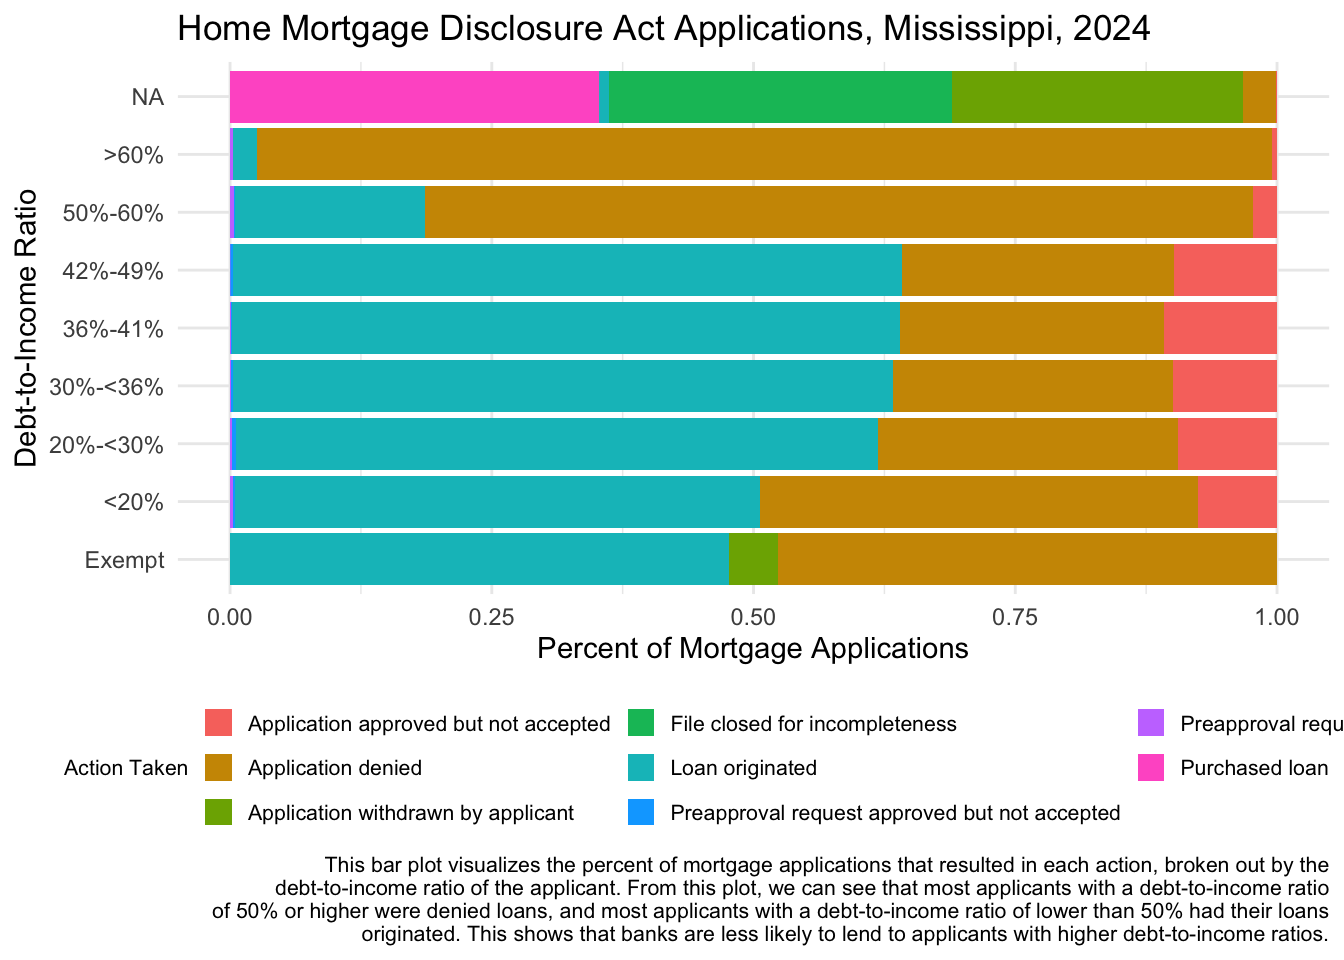 Home Mortgage Disclosure Act Applications, Mississippi, 2024
Debt-to-Income Ratio
NA
>60%
50%-60%
42%-49%
36%-41%
30%-<36%
20%-<30%
<20%
Exempt
0.00 0.25 0.50 0.75 1.00
Percent of Mortgage Applications
Action Taken
Application approved but not accepted
Application denied
Application withdrawn by applicant
File closed for incompleteness
Loan originated
Preapproval request approved but not accepted
Preapproval requ
Purchased loan
This bar plot visualizes the percent of mortgage applications that resulted in each action, broken out by the
debt-to-income ratio of the applicant. From this plot, we can see that most applicants with a debt-to-income ratio
of 50% or higher were denied loans, and most applicants with a debt-to-income ratio of lower than 50% had their loans
originated. This shows that banks are less likely to lend to applicants with higher debt-to-income ratios.